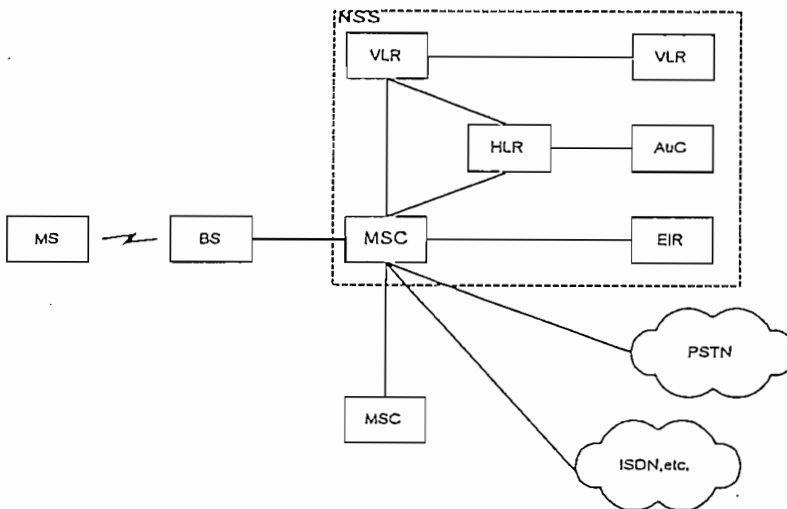 NSS
VLR
VLR
HLR
AuC
MS
BS
MSC
EIR
PSTN
MSC
ISDN,etc.